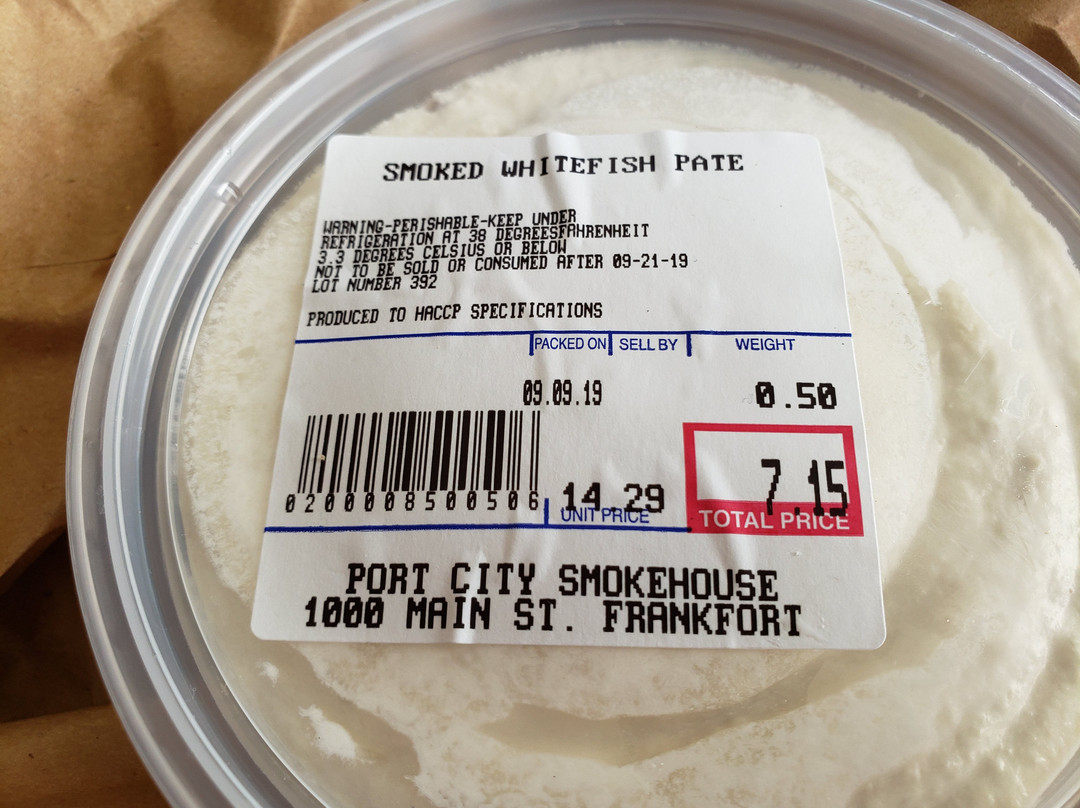 SMOKED WHITEFISH PATE
WARNING-PERISHABLE-KEEP UNDER
REFRIGERATION AT 38 DEGREESFAHRENHEIT
3.3 DEGREES CELSIUS OR BELOW
NOT TO BE SOLD OR CONSUMED AFTER 09-21-19
LOT NUMBER 392
PRODUCED TO HACCP SPECIFICATIONS
PACKED ON SELL BY WEIGHT
09.09.19 0.50
0200008500506 14.29 7.15
UNIT PRICE TOTAL PRICE
PORT CITY SMOKEHOUSE
1000 MAIN ST. FRANKFORT